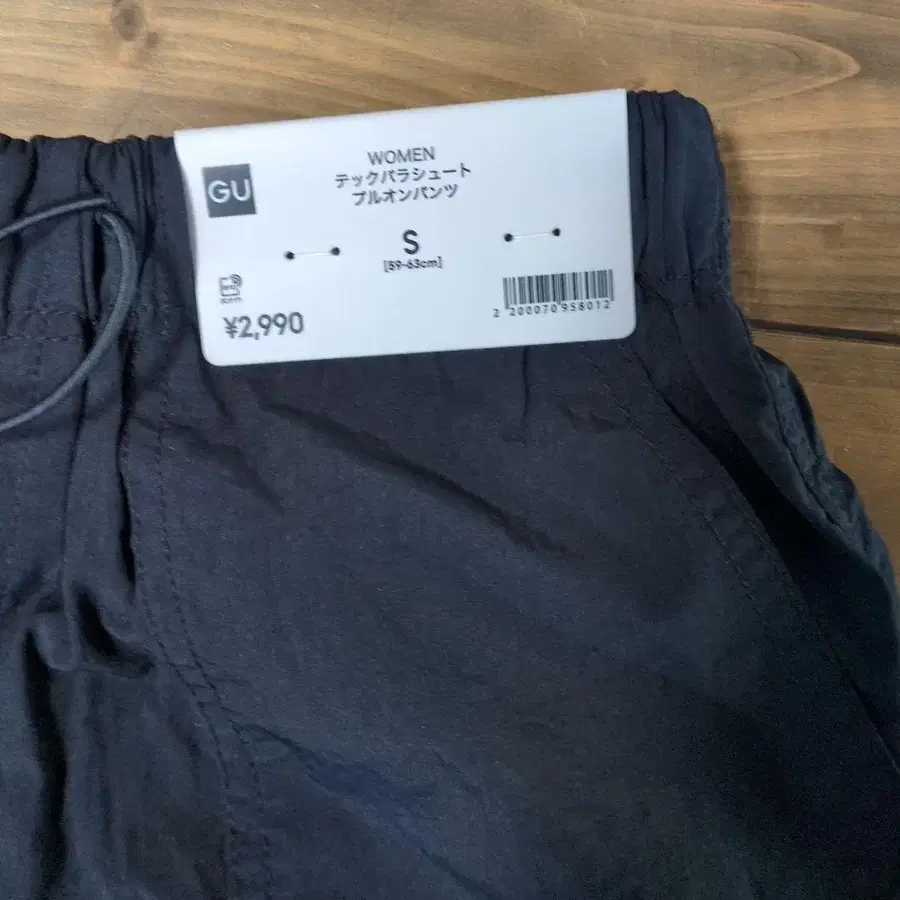 GU
WOMEN
テックパラシュート
プルオンパンツ
S
[59-63cm]
¥2,990
2 200070 958012